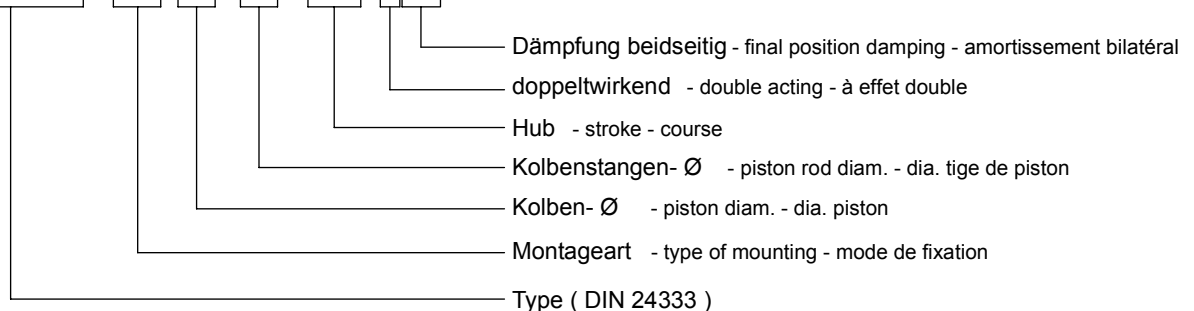 Dämpfung beidseitig - final position damping - amortissement bilatéral
doppeltwirkend - double acting - à effet double
Hub - stroke - course
Kolbenstangen- Ø - piston rod diam. - dia. tige de piston
Kolben- Ø - piston diam. - dia. piston
Montageart - type of mounting - mode de fixation
Type ( DIN 24333 )